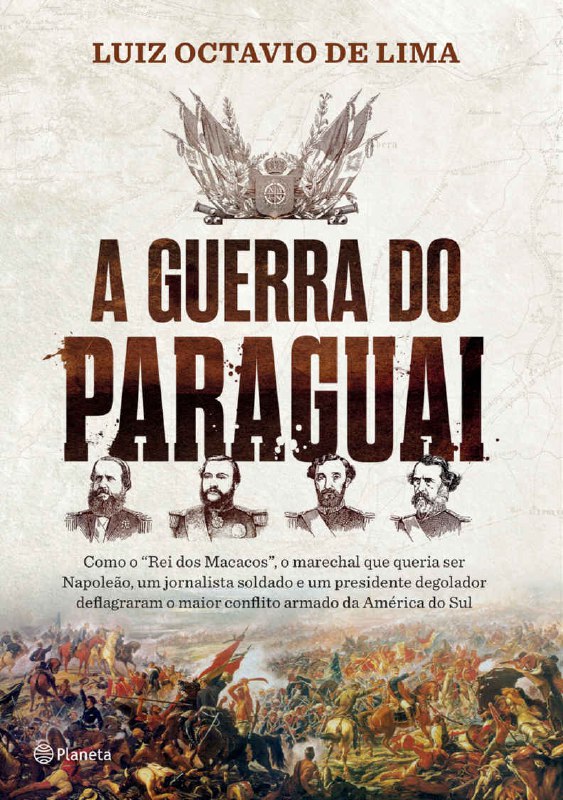 LUIZ OCTAVIO DE LIMA
A GUERRA DO
PARAGUAI
Como o “Rei dos Macacos”, o marechal que queria ser
Napoleão, um jornalista soldado e um presidente degolador
deflagraram o maior conflito armado da América do Sul
Planeta